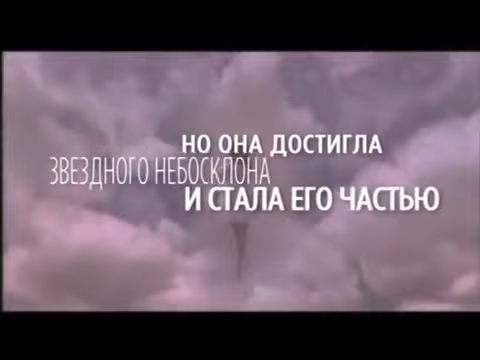 НО ОНА ДОСТИГЛА
ЗВЕЗДНОГО НЕБОСКЛОНА
И СТАЛА ЕГО ЧАСТЬЮ